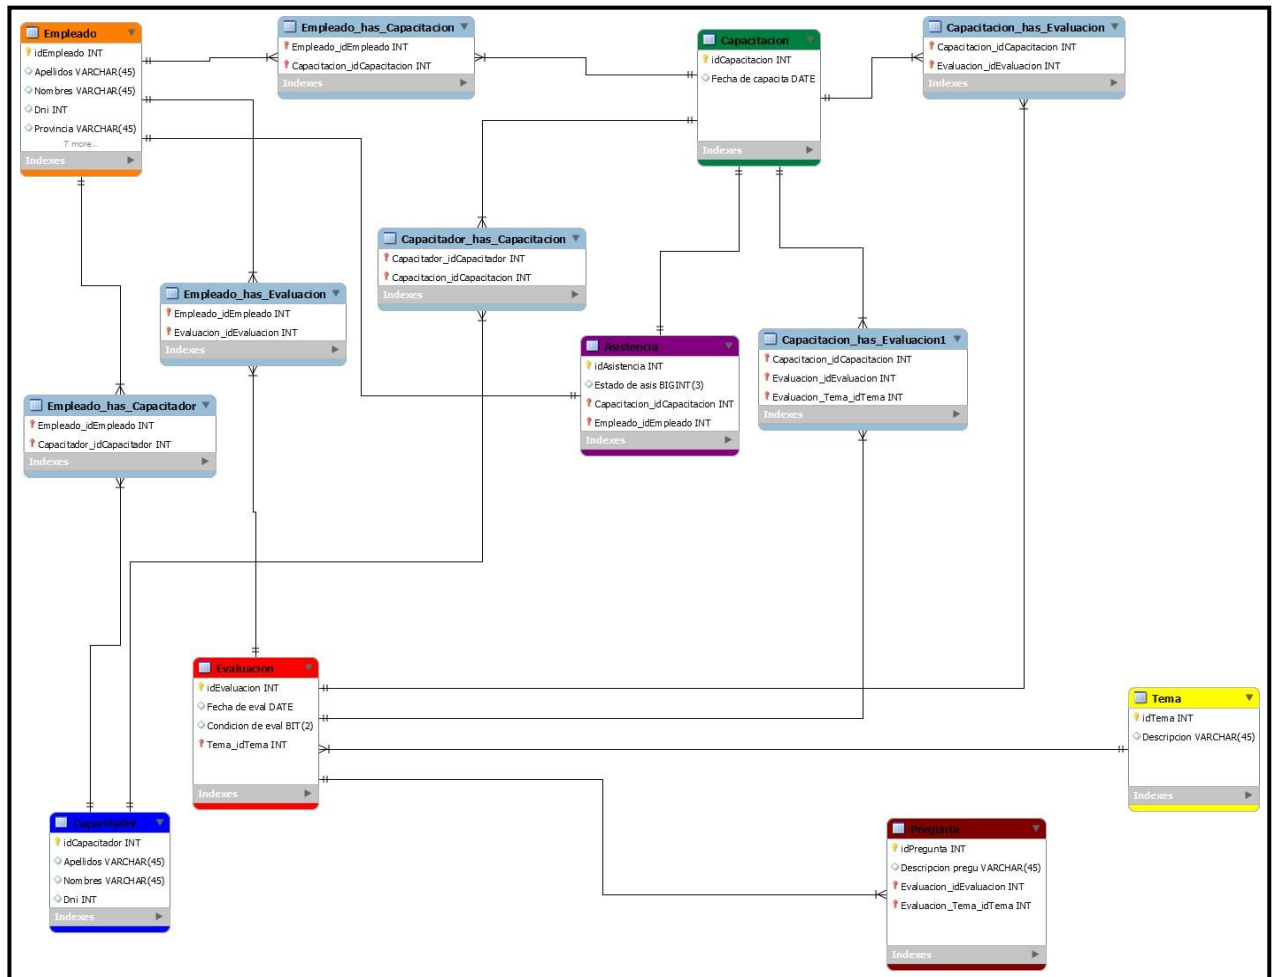 Empleado
idEmpleado INT
Apellidos VARCHAR(45)
Nombres VARCHAR(45)
Dni INT
Provincia VARCHAR(45)
7 more...
Indexes
Empleado_has_Capacitacion
Empleado_idEmpleado INT
Capacitacion_idCapacitacion INT
Indexes
Capacitacion
idCapacitacion INT
Fecha de capacita DATE
Indexes
Capacitacion_has_Evaluacion
Capacitacion_idCapacitacion INT
Evaluacion_idEvaluacion INT
Indexes
Capacitador_has_Capacitacion
Capacitador_idCapacitador INT
Capacitacion_idCapacitacion INT
Indexes
Empleado_has_Evaluacion
Empleado_idEmpleado INT
Evaluacion_idEvaluacion INT
Indexes
Asistencia
idAsistencia INT
Estado de asis BIGINT(3)
Capacitacion_idCapacitacion INT
Empleado_idEmpleado INT
Indexes
Capacitacion_has_Evaluacion1
Capacitacion_idCapacitacion INT
Evaluacion_idEvaluacion INT
Evaluacion_Tema_idTema INT
Indexes
Empleado_has_Capacitador
Empleado_idEmpleado INT
Capacitador_idCapacitador INT
Indexes
Evaluacion
idEvaluacion INT
Fecha de eval DATE
Condicion de eval BIT(2)
Tema_idTema INT
Indexes
Tema
idTema INT
Descripcion VARCHAR(45)
Indexes
Capacitador
idCapacitador INT
Apellidos VARCHAR(45)
Nombres VARCHAR(45)
Dni INT
Indexes
Pregunta
idPregunta INT
Descripcion pregu VARCHAR(45)
Evaluacion_idEvaluacion INT
Evaluacion_Tema_idTema INT
Indexes